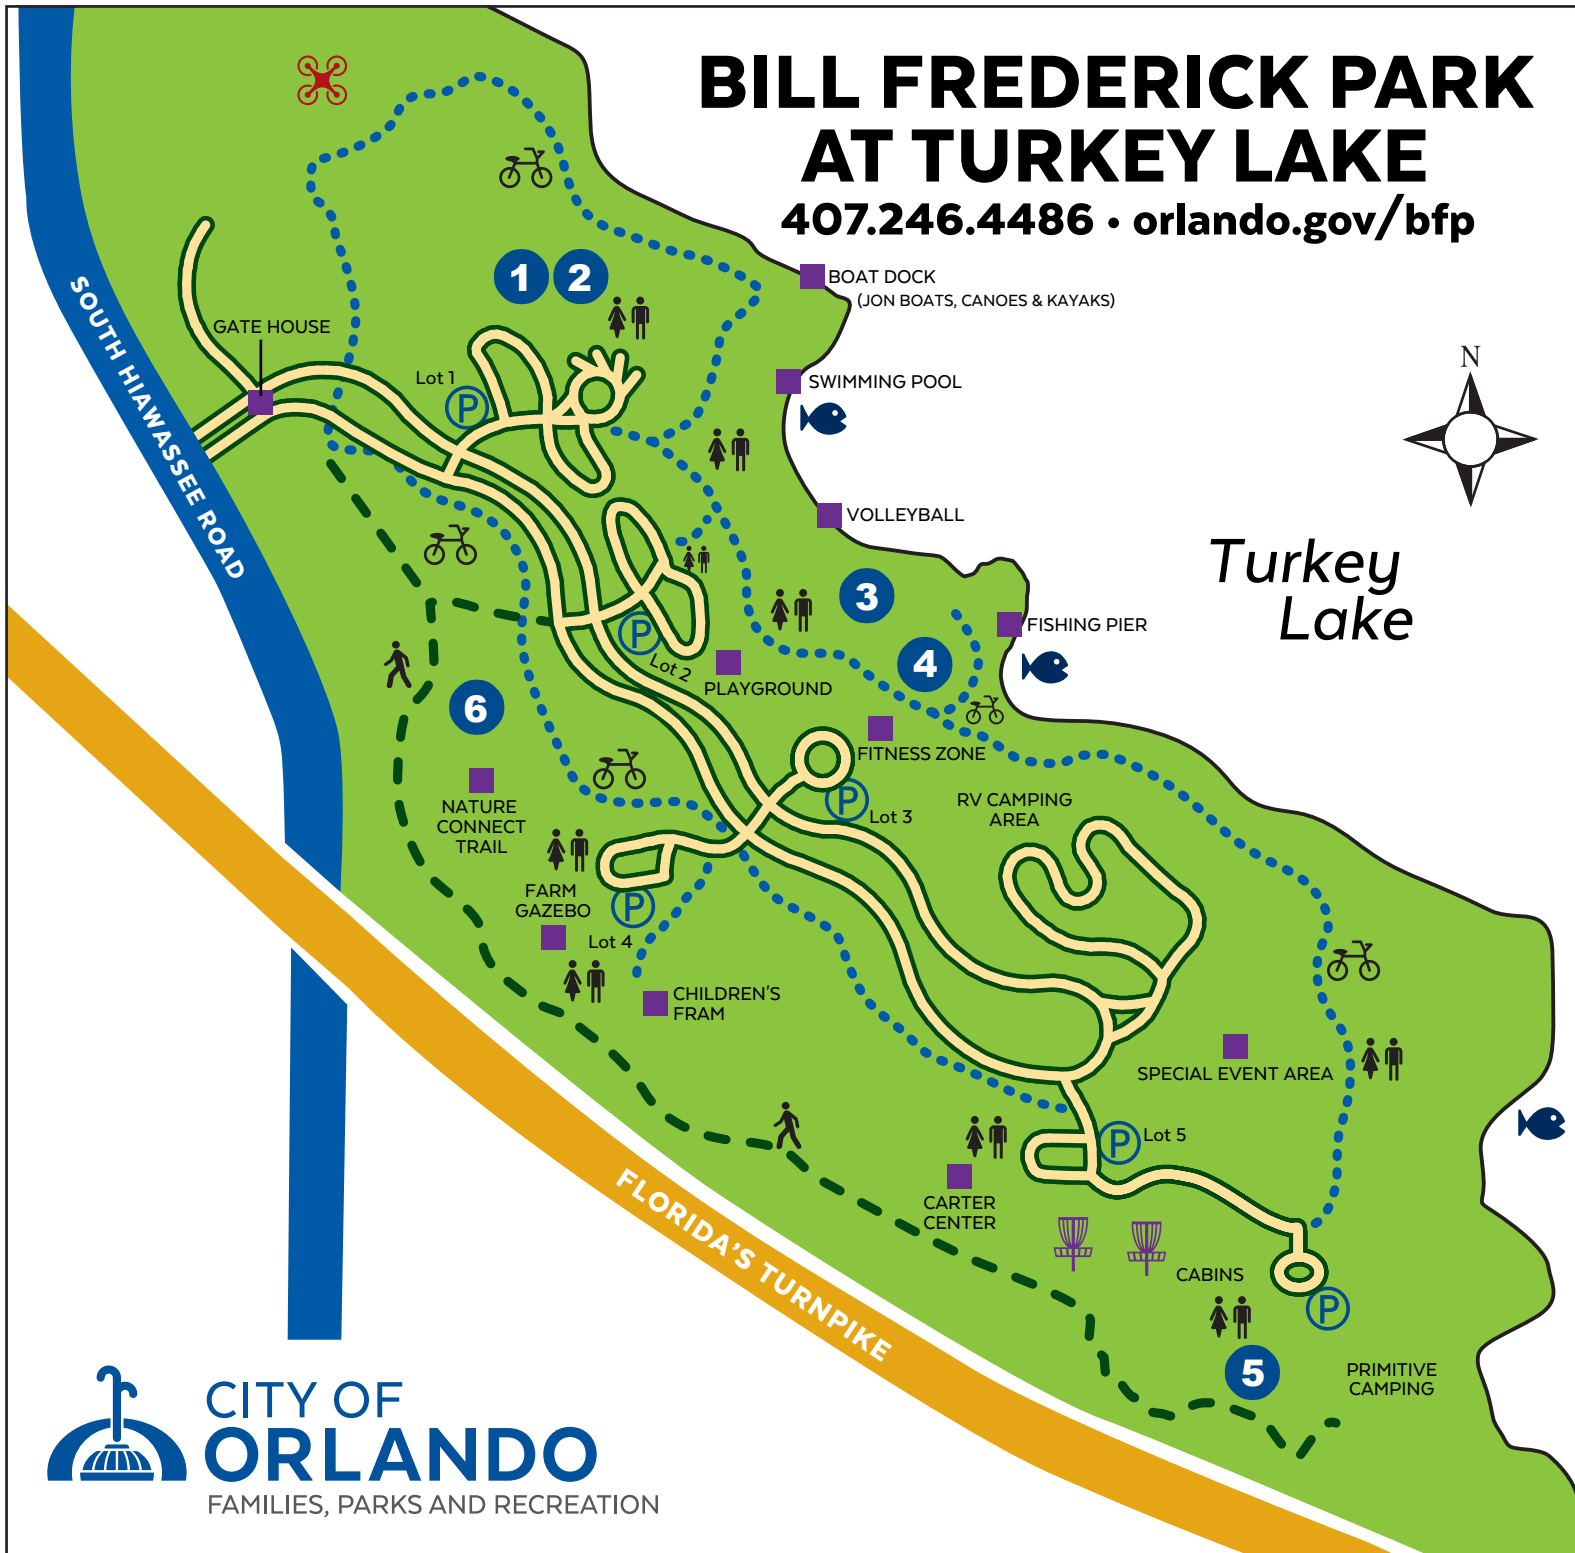 BILL FREDERICK PARK
AT TURKEY LAKE
407.246.4486 • orlando.gov/bfp
BOAT DOCK
(JON BOATS, CANOES & KAYAKS)
SOUTH HIAWASSEE ROAD
GATE HOUSE
1
2
N
Lot 1
P
SWIMMING POOL
VOLLEYBALL
Turkey
Lake
3
FISHING PIER
P
Lot 2
4
PLAYGROUND
6
FITNESS ZONE
NATURE
CONNECT
TRAIL
P
Lot 3
RV CAMPING
AREA
FARM
GAZEBO
P
Lot 4
CHILDREN'S
FRAM
SPECIAL EVENT AREA
P
Lot 5
CARTER
CENTER
FLORIDA'S TURNPIKE
CABINS
P
5
PRIMITIVE
CAMPING
CITY OF
ORLANDO
FAMILIES, PARKS AND RECREATION